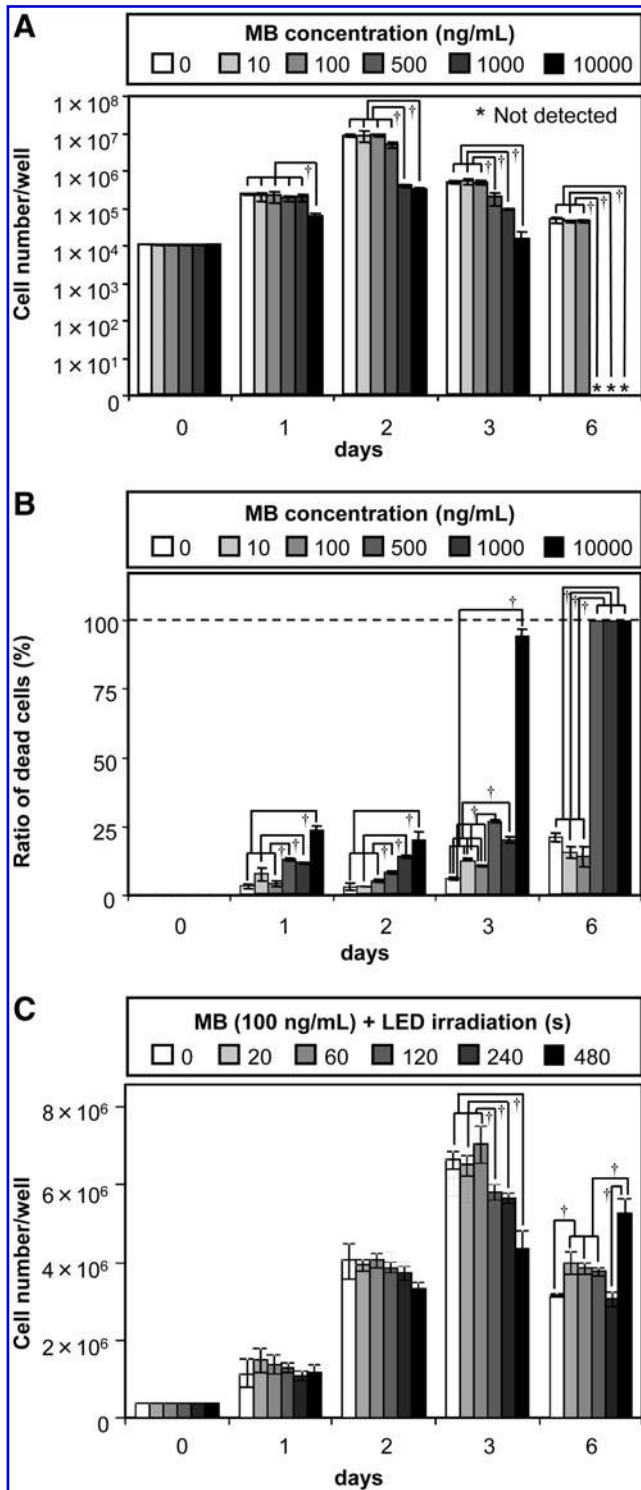 A
MB concentration (ng/mL)
0 10 100 500 1000 10000
* Not detected
Cell number/well
1 × 10⁸
1 × 10⁷
1 × 10⁶
1 × 10⁵
1 × 10⁴
1 × 10³
1 × 10²
1 × 10¹
0
† † † † † † † † †
* * *
0 1 2 3 6
days
B
MB concentration (ng/mL)
0 10 100 500 1000 10000
Ratio of dead cells (%)
100
75
50
25
0
† † † † † † † † † † † †
0 1 2 3 6
days
C
MB (100 ng/mL) + LED irradiation (s)
0 20 60 120 240 480
Cell number/well
8 × 10⁶
6 × 10⁶
4 × 10⁶
2 × 10⁶
0
† † † † † †
0 1 2 3 6
days